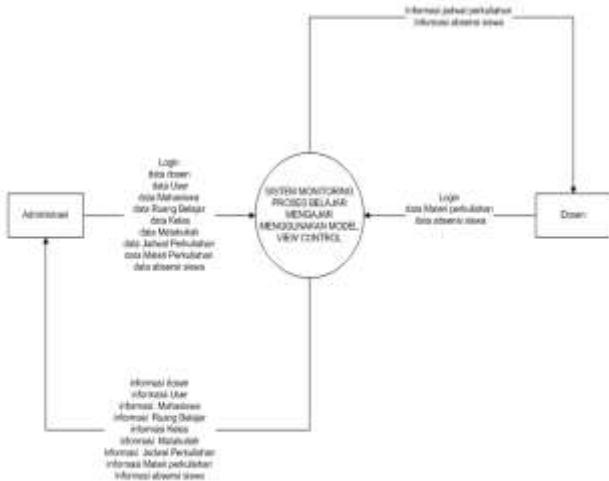 Informasi jadwal perkuliahan
Informasi absensi siswa
Login
data dosen
data User
data Mahasiswa
data Ruang Belajar
data Kelas
data Matakuliah
data Jadwal Perkuliahan
data Materi Perkuliahan
data absensi siswa
Administrasi
SISTEM MONITORING
PROSES BELAJAR
MENGAJAR
MENGGUNAKAN MODEL
VIEW CONTROL
Login
data Materi perkuliahan
data absensi siswa
Dosen
informasi dosen
informasi User
informasi Mahasiswa
informasi Ruang Belajar
informasi Kelas
informasi Matakuliah
informasi Jadwal Perkuliahan
informasi Materi perkuliahan
Informasi absensi siswa